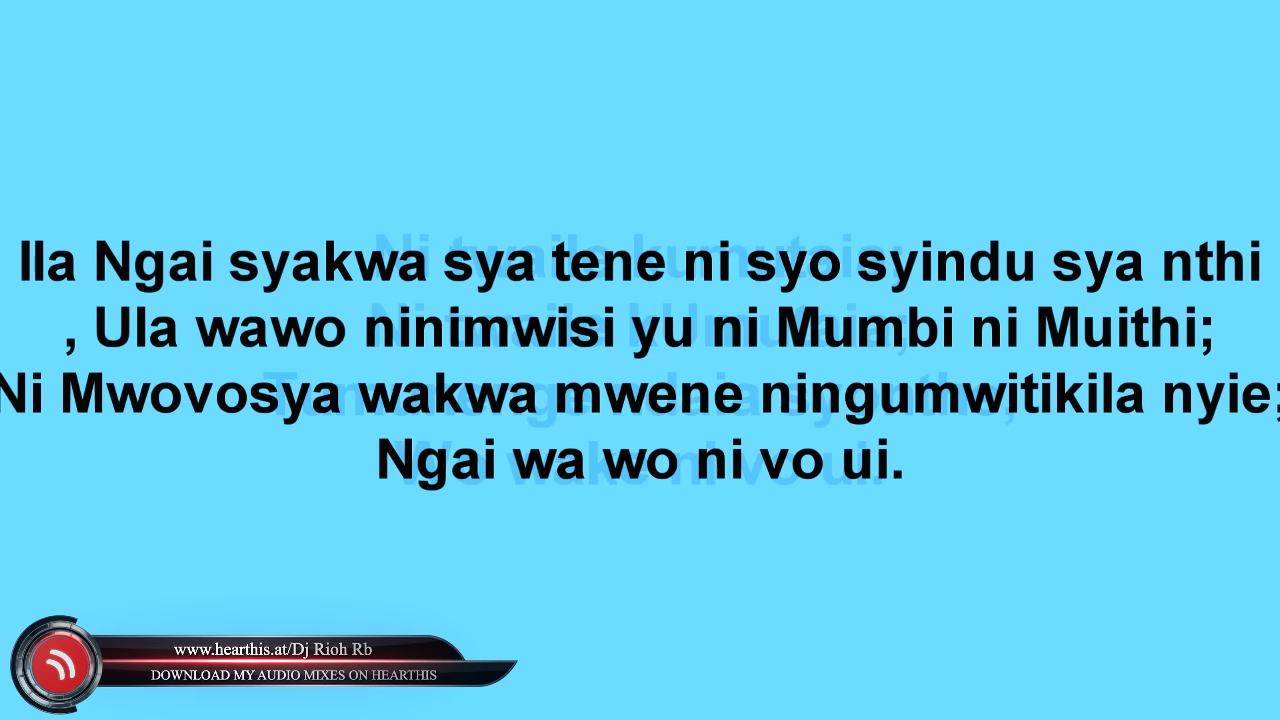 Ila Ngai syakwa sya tene ni syo syindu sya nthi
, Ula wawo ninimwisi yu ni Mumbi ni Muithi;
Ni Mwovosya wakwa mwene ningumwitikila nyie;
Ngai wa wo ni vo ui.
www.hearthis.at/Dj Rioh Rb
DOWNLOAD MY AUDIO MIXES ON HEARTHIS